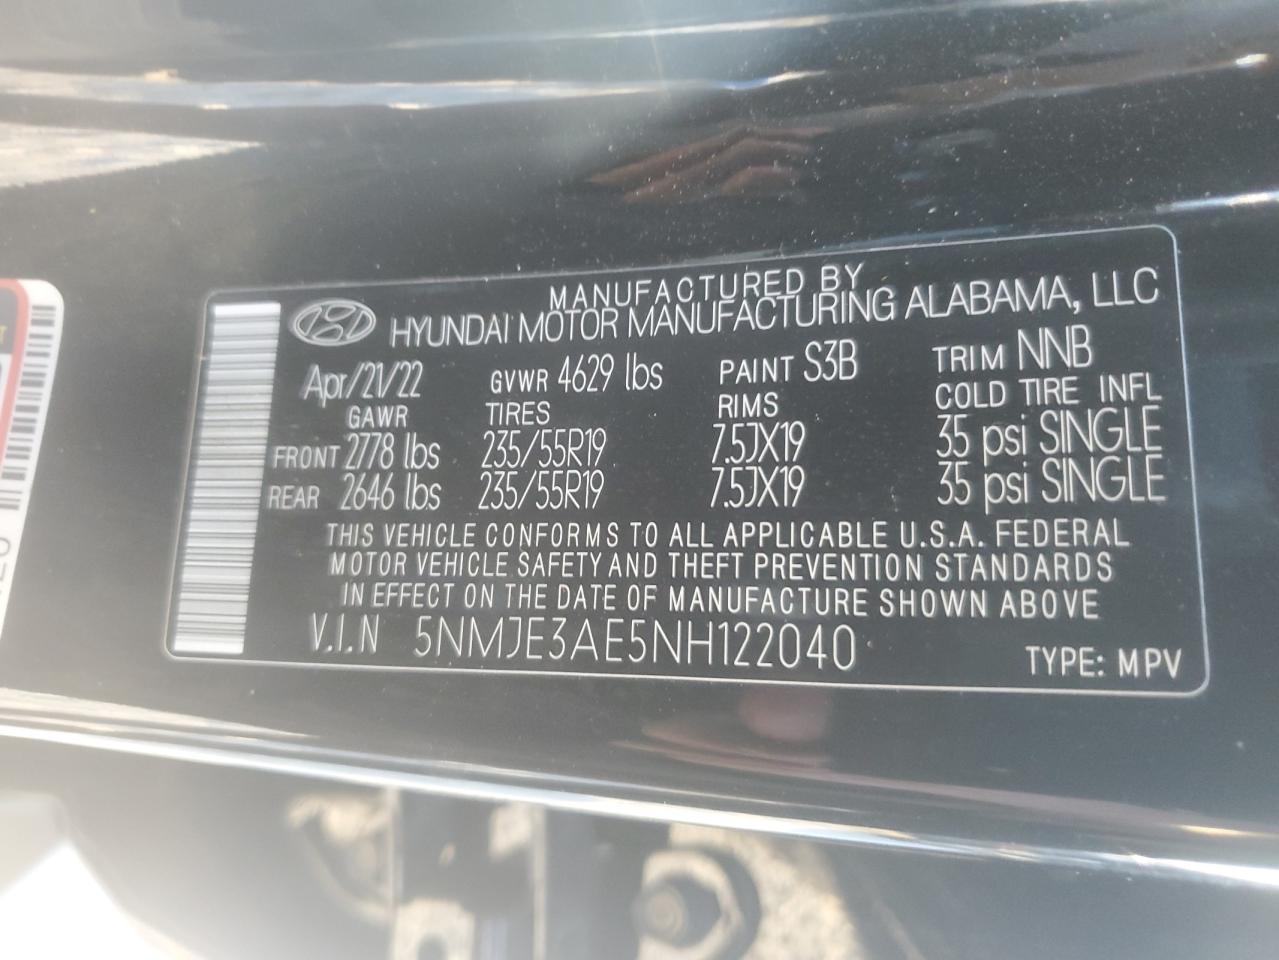 MANUFACTURED BY
HYUNDAI MOTOR MANUFACTURING ALABAMA, LLC
Apr/21/22 GVWR 4629 lbs PAINT S3B TRIM NNB
GAWR TIRES RIMS COLD TIRE INFL
FRONT 2778 lbs 235/55R19 7.5JX19 35 psi SINGLE
REAR 2646 lbs 235/55R19 7.5JX19 35 psi SINGLE
THIS VEHICLE CONFORMS TO ALL APPLICABLE U.S.A. FEDERAL
MOTOR VEHICLE SAFETY AND THEFT PREVENTION STANDARDS
IN EFFECT ON THE DATE OF MANUFACTURE SHOWN ABOVE
V.I.N 5NMJE3AE5NH122040
TYPE: MPV